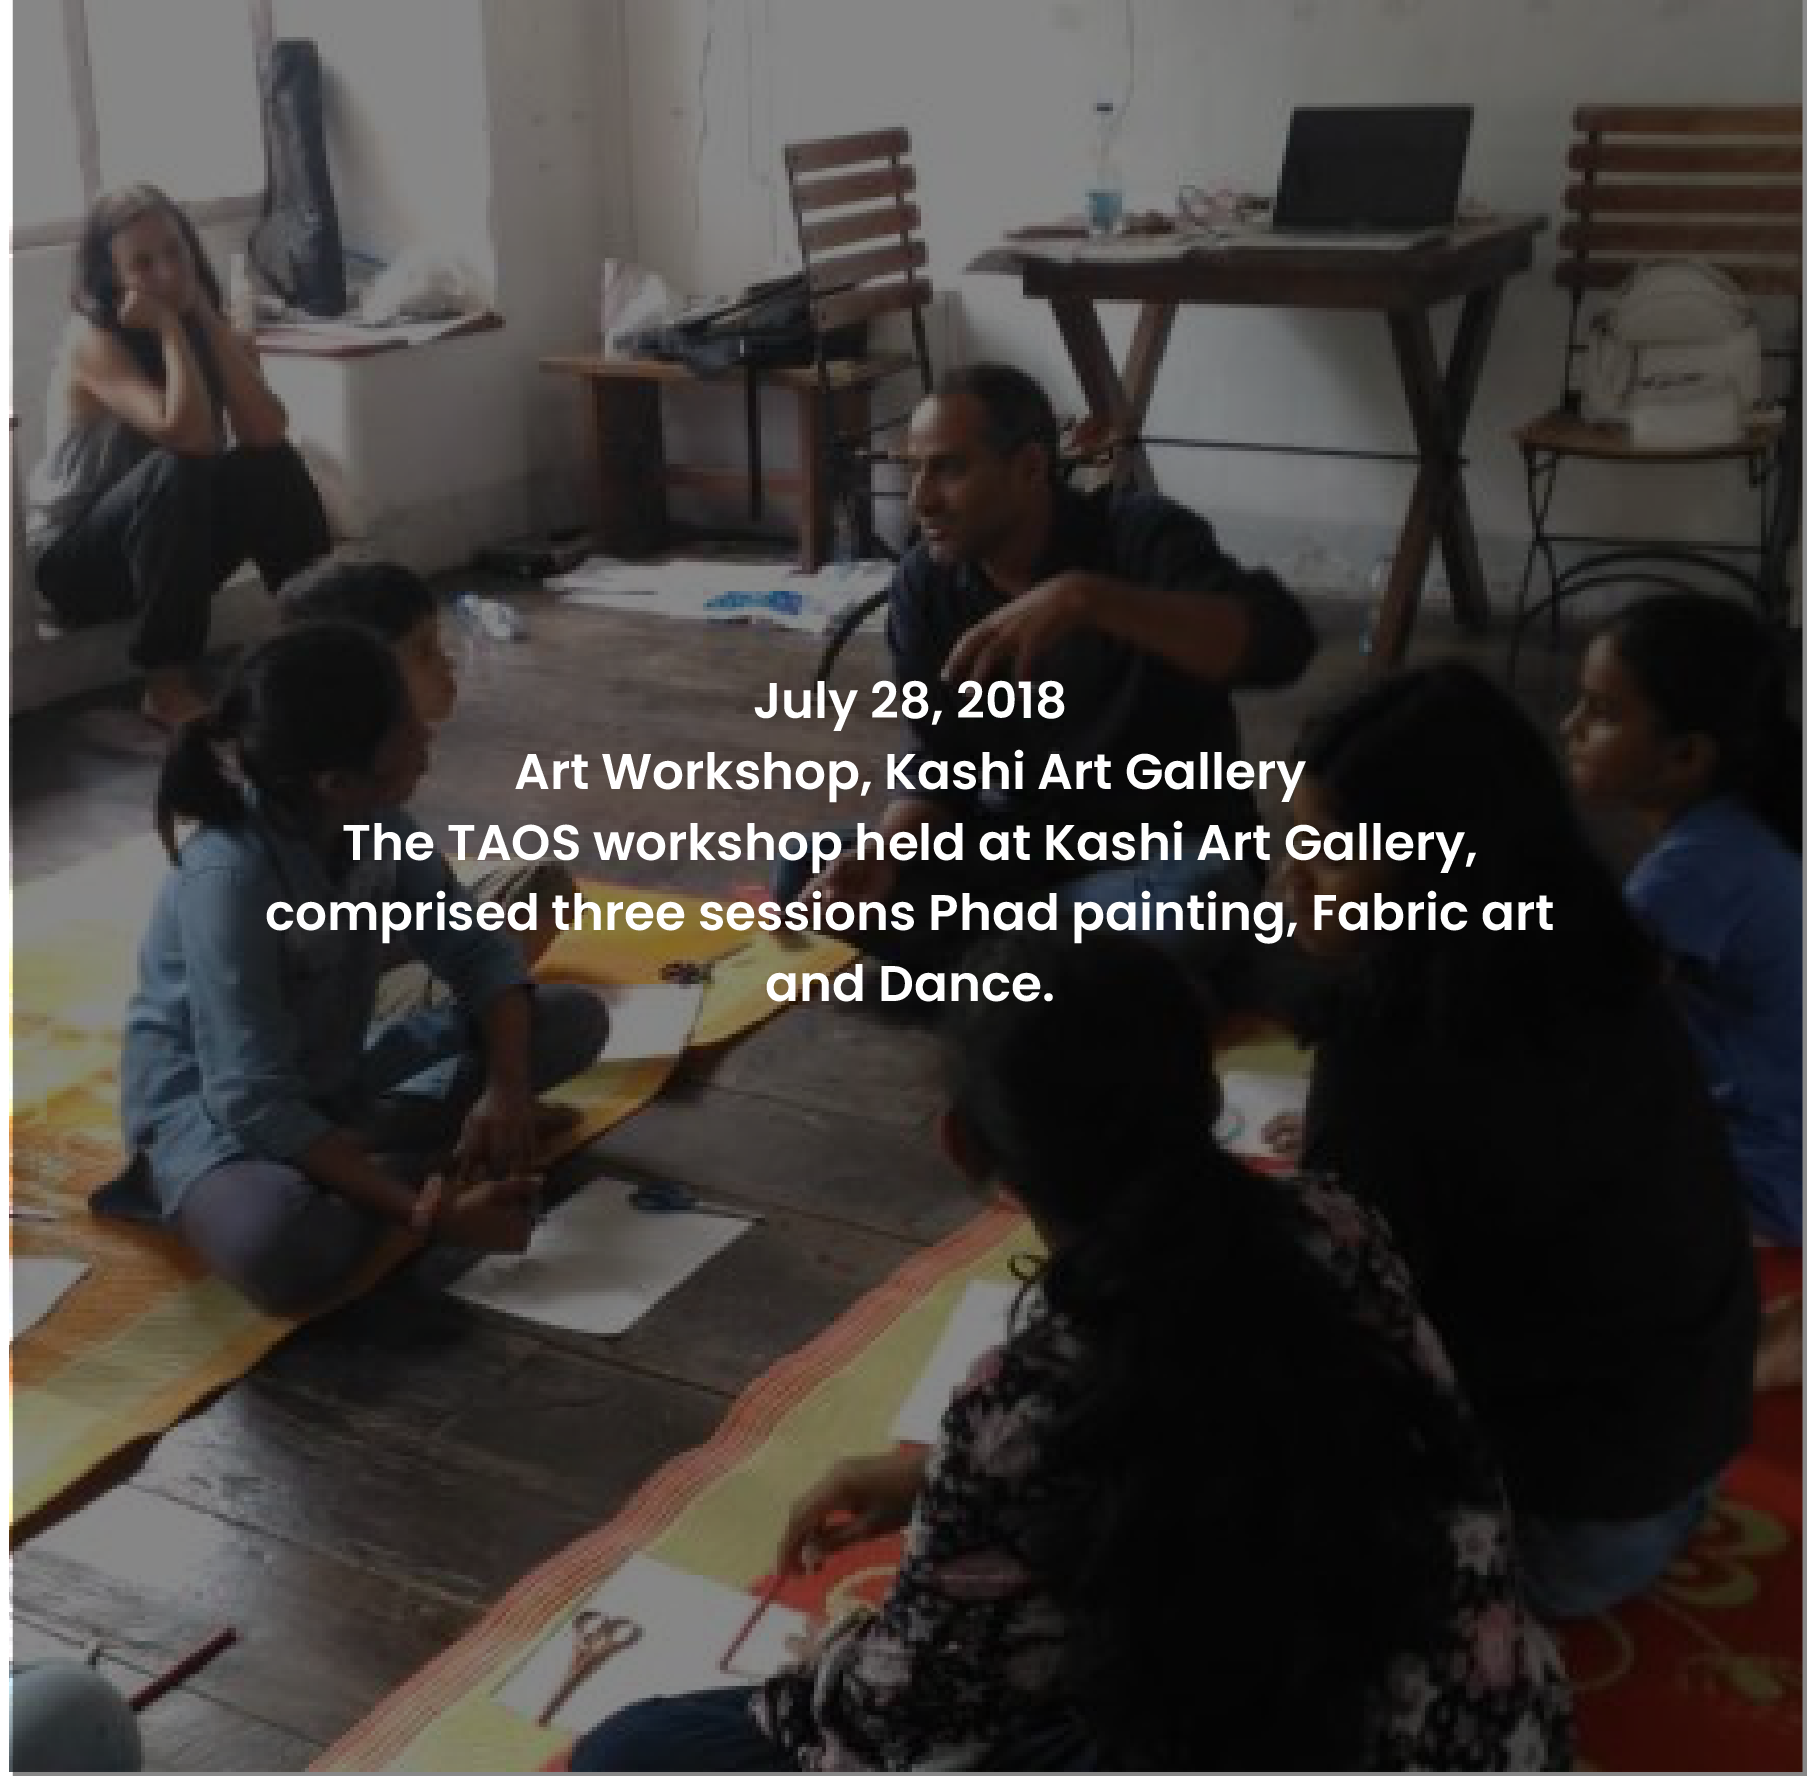 July 28, 2018
Art Workshop, Kashi Art Gallery
The TAOS workshop held at Kashi Art Gallery,
comprised three sessions Phad painting, Fabric art
and Dance.